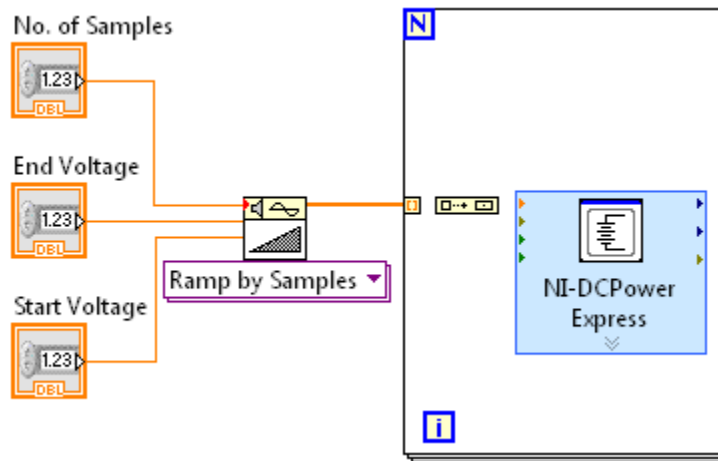 No. of Samples
1.23
DBL
End Voltage
1.23
DBL
Start Voltage
1.23
DBL
Ramp by Samples
N
NI-DCPower
Express
i